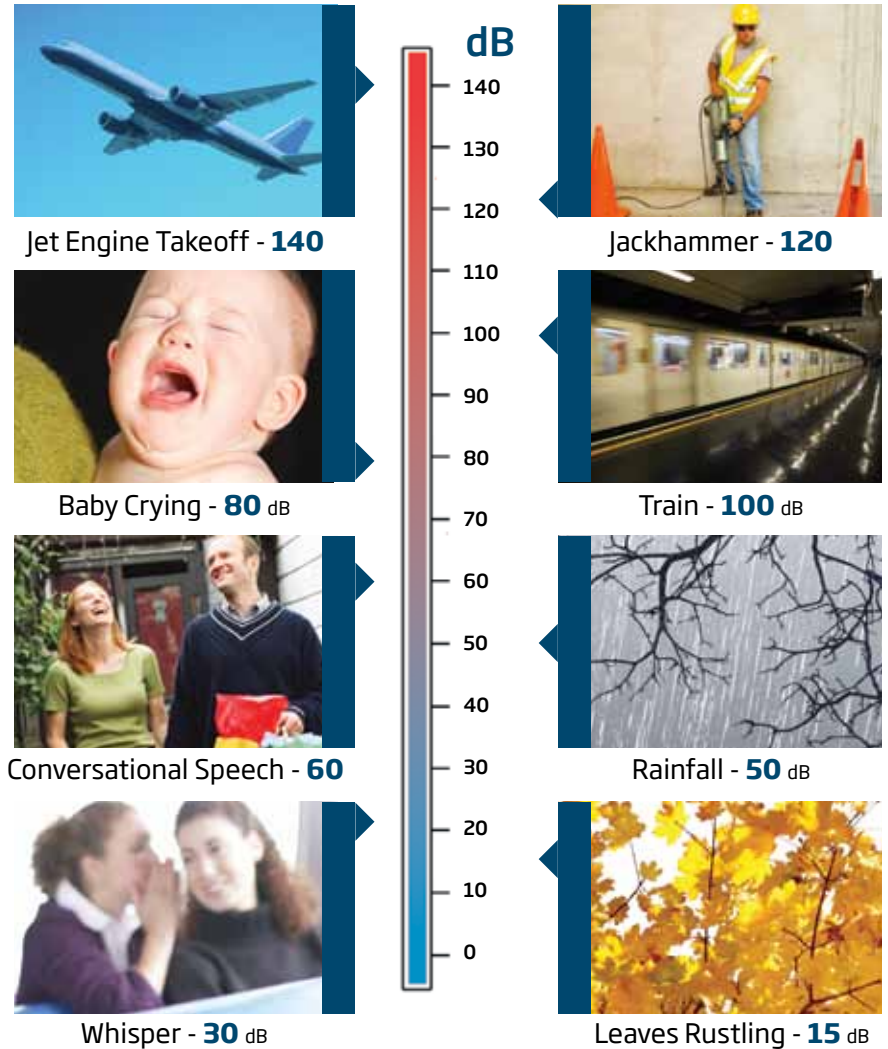 dB
140
130
120
110
100
90
80
70
60
50
40
30
20
10
0
Jet Engine Takeoff - 140
Jackhammer - 120
Baby Crying - 80 dB
Train - 100 dB
Conversational Speech - 60
Rainfall - 50 dB
Whisper - 30 dB
Leaves Rustling - 15 dB